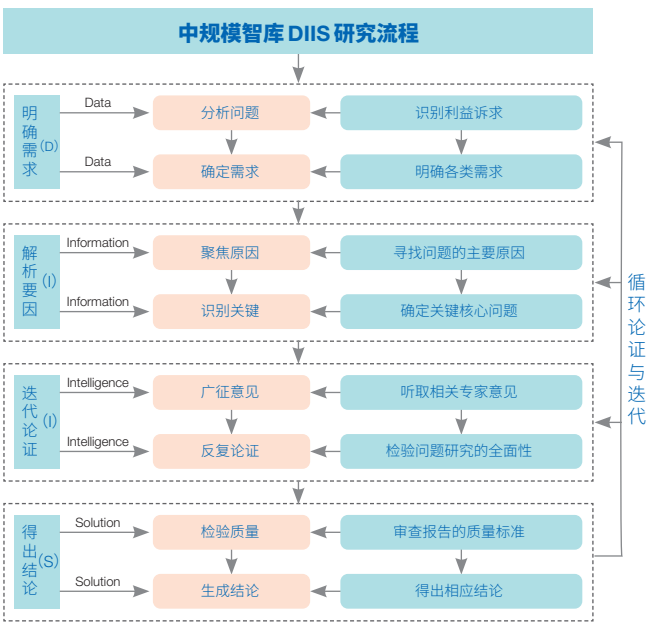 中规模智库 DIIS 研究流程
明确需求
(D)
Data
分析问题
识别利益诉求
Data
确定需求
明确各类需求
解析要因
(I)
Information
聚焦原因
寻找问题的主要原因
Information
识别关键
确定关键核心问题
迭代论证
(I)
Intelligence
广征意见
听取相关专家意见
Intelligence
反复论证
检验问题研究的全面性
得出结论
(S)
Solution
检验质量
审查报告的质量标准
Solution
生成结论
得出相应结论
循环论证与迭代